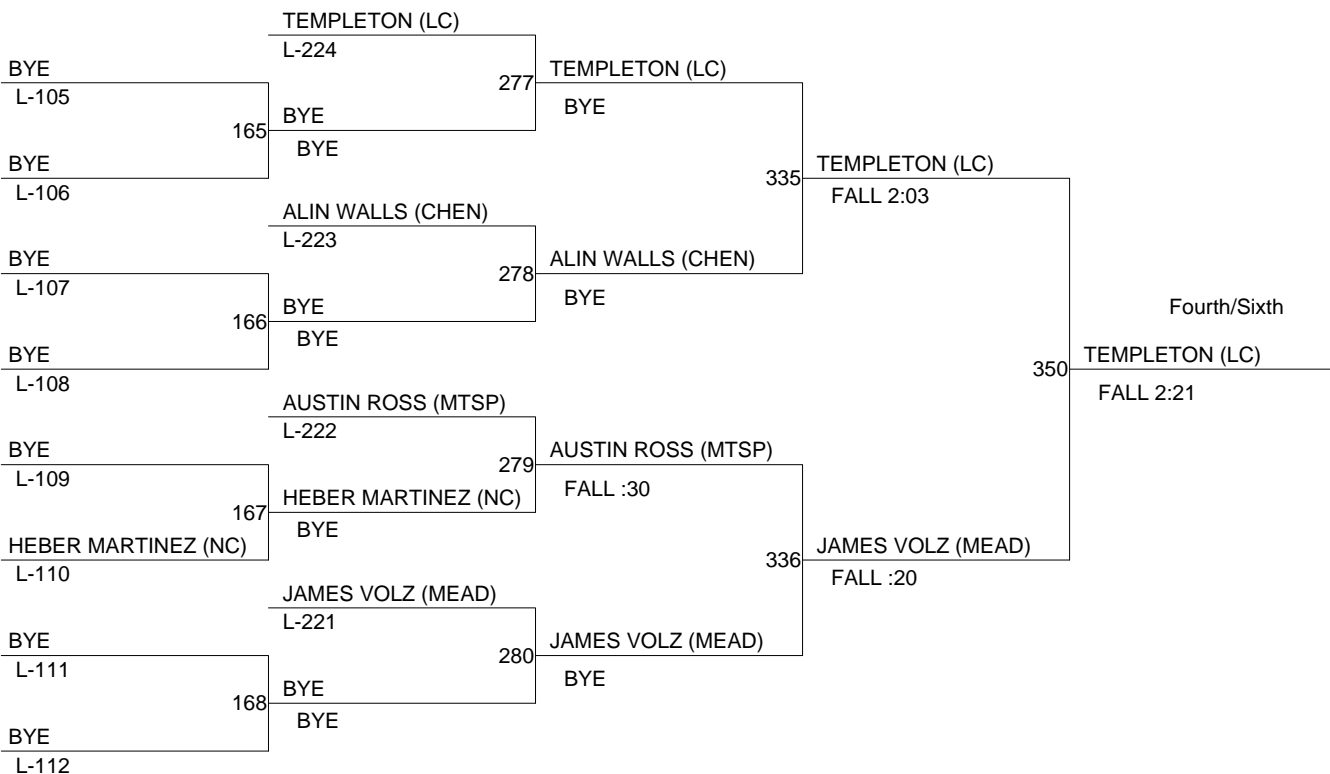 TEMPLETON (LC)
L-224
BYE
L-105
277
TEMPLETON (LC)
BYE
165
BYE
BYE
BYE
L-106
335
TEMPLETON (LC)
FALL 2:03
ALIN WALLS (CHEN)
L-223
BYE
L-107
278
ALIN WALLS (CHEN)
BYE
166
BYE
BYE
Fourth/Sixth
BYE
L-108
350
TEMPLETON (LC)
FALL 2:21
AUSTIN ROSS (MTSP)
L-222
BYE
L-109
279
AUSTIN ROSS (MTSP)
FALL :30
167
HEBER MARTINEZ (NC)
BYE
HEBER MARTINEZ (NC)
L-110
336
JAMES VOLZ (MEAD)
FALL :20
JAMES VOLZ (MEAD)
L-221
BYE
L-111
280
JAMES VOLZ (MEAD)
BYE
168
BYE
BYE
BYE
L-112